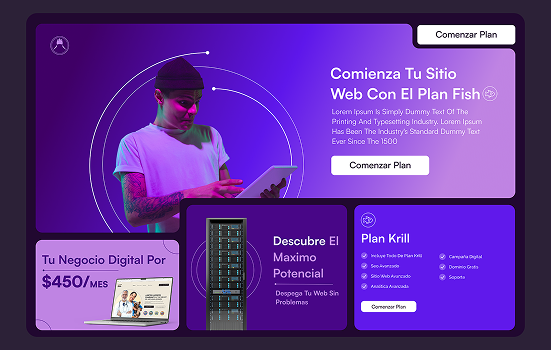 Comenzar Plan
Comienza Tu Sitio
Web Con El Plan Fish
Lorem Ipsum Is Simply Dummy Text Of The
Printing And Typesetting Industry. Lorem Ipsum
Has Been The Industry's Standard Dummy Text
Ever Since The 1500
Comenzar Plan
Tu Negocio Digital Por
$450/MES
Descubre El
Maximo
Potencial
Despega Tu Web Sin
Problemas
Plan Krill
Incluye Todo De Plan Krill
Seo Avanzado
Sitio Web Avanzado
Analitica Avanzada
Campaña Digital
Dominio Gratis
Soporte
Comenzar Plan